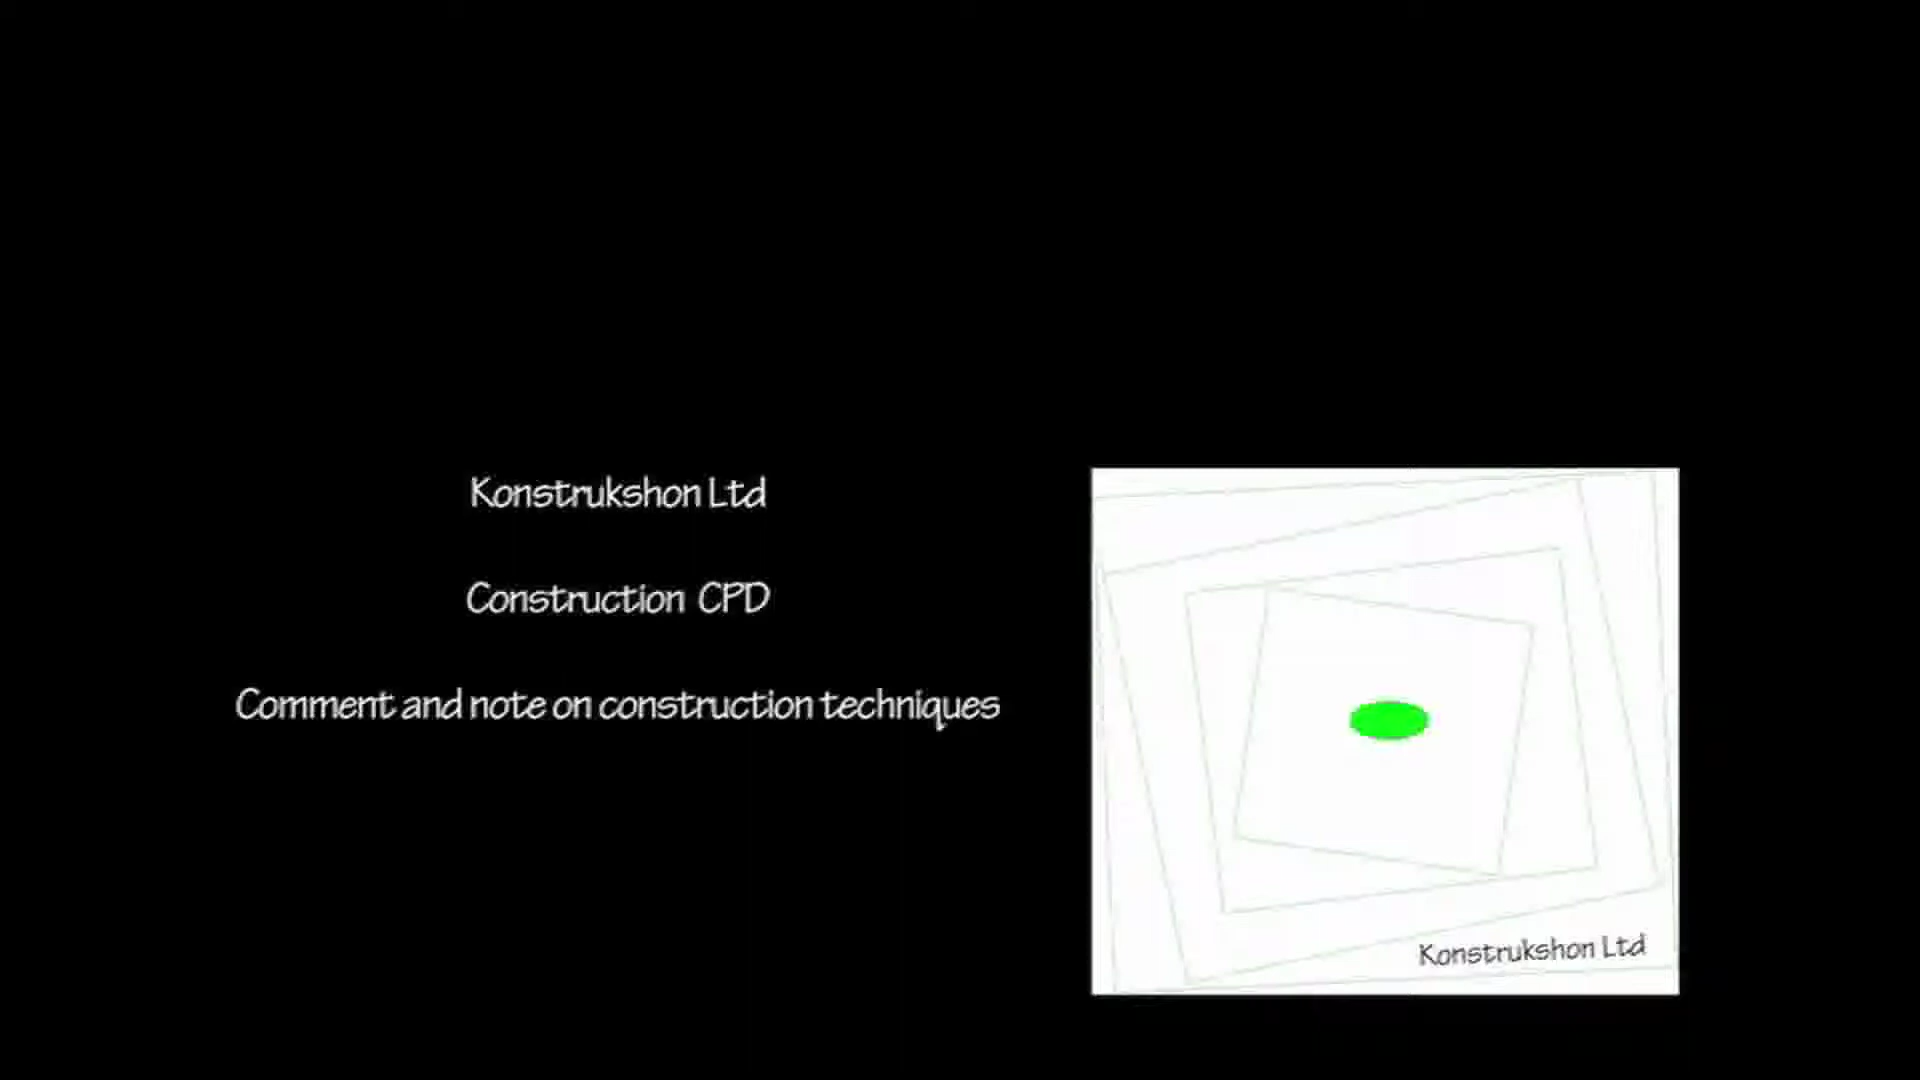 Konstrukshon Ltd
Construction CPD
Comment and note on construction techniques
Konstrukshon Ltd